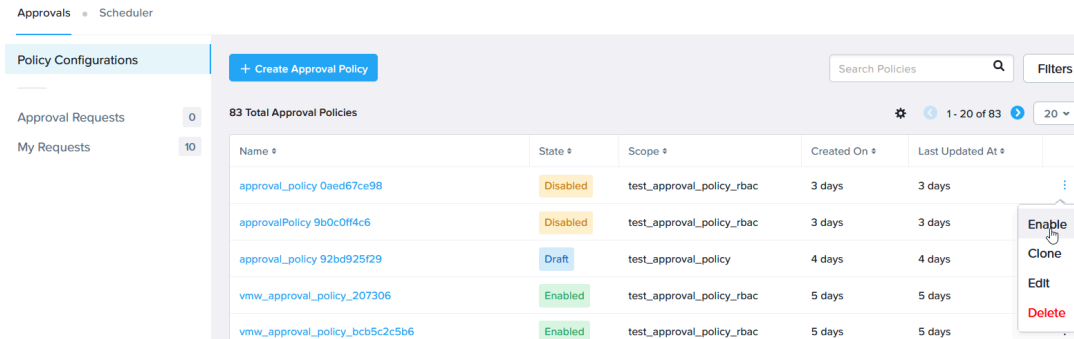 Approvals Scheduler
Policy Configurations
Approval Requests 0
My Requests 10
+ Create Approval Policy
Search Policies
Filters
83 Total Approval Policies
1 - 20 of 83
20
Name State Scope Created On Last Updated At
approval_policy 0aed67ce98 Disabled test_approval_policy_rbac 3 days 3 days
approvalPolicy 9b0c0ff4c6 Disabled test_approval_policy_rbac 3 days 3 days
approval_policy 92bd925f29 Draft test_approval_policy 4 days 4 days
vmw_approval_policy_207306 Enabled test_approval_policy_rbac 5 days 5 days
vmw_approval_policy_bcb5c2c5b6 Enabled test_approval_policy_rbac 5 days 5 days
Enable
Clone
Edit
Delete